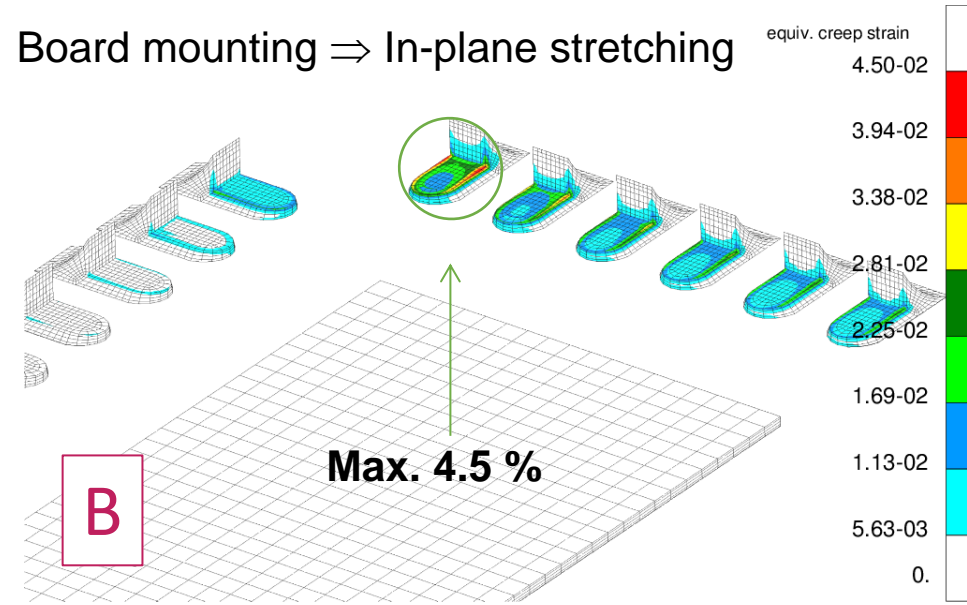 Board mounting ⇒ In-plane stretching
equiv. creep strain
4.50-02
3.94-02
3.38-02
2.81-02
2.25-02
1.69-02
1.13-02
5.63-03
0.
Max. 4.5 %
B